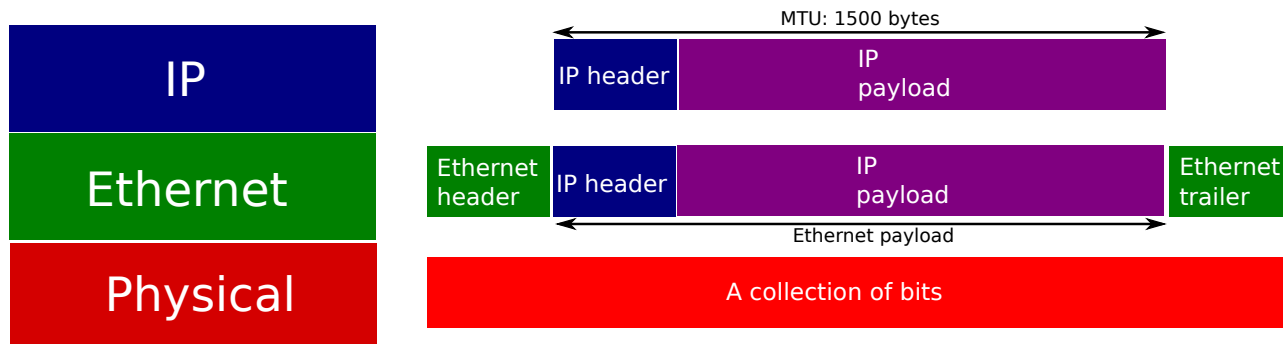 IP
MTU: 1500 bytes
IP header
IP
payload
Ethernet
Ethernet
header
IP header
IP
payload
Ethernet
trailer
Ethernet payload
Physical
A collection of bits